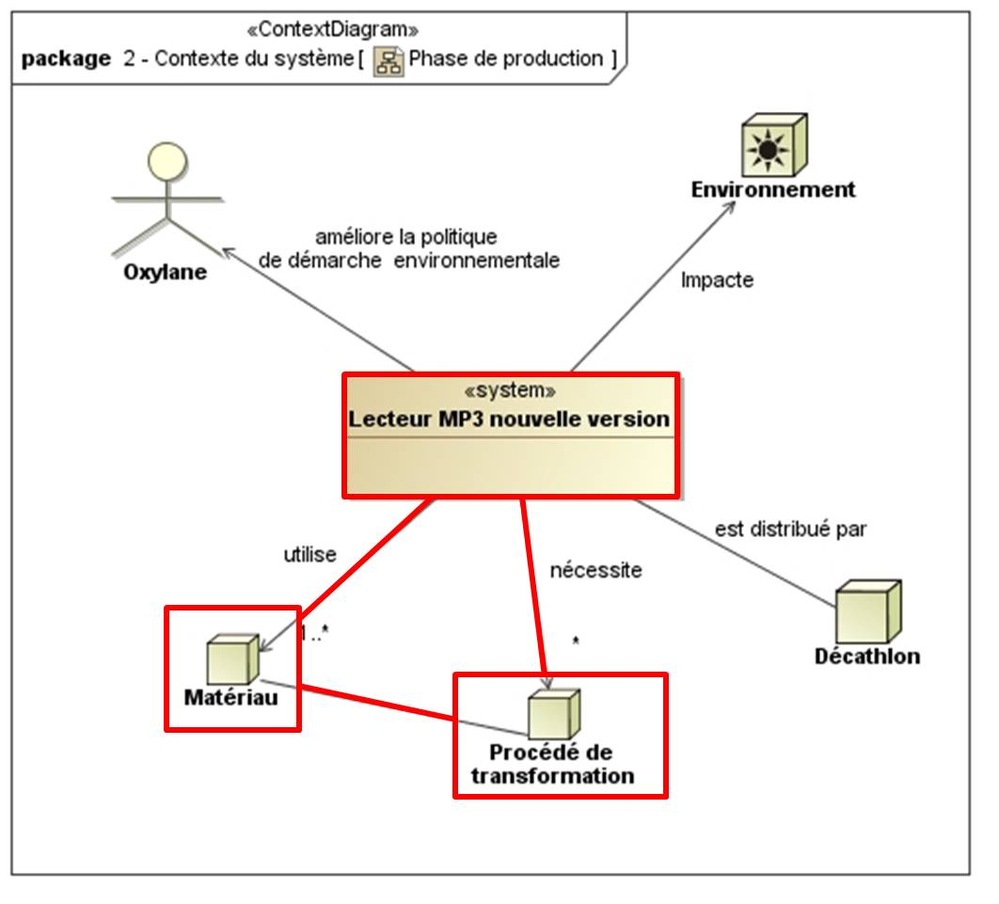 «ContextDiagram»
package 2 - Contexte du système [ Phase de production ]
Environnement
améliore la politique
de démarche environnementale
Oxylane
Impacte
«system»
Lecteur MP3 nouvelle version
est distribué par
utilise
nécessite
1..*
*
Décathlon
Matériau
Procédé de
transformation